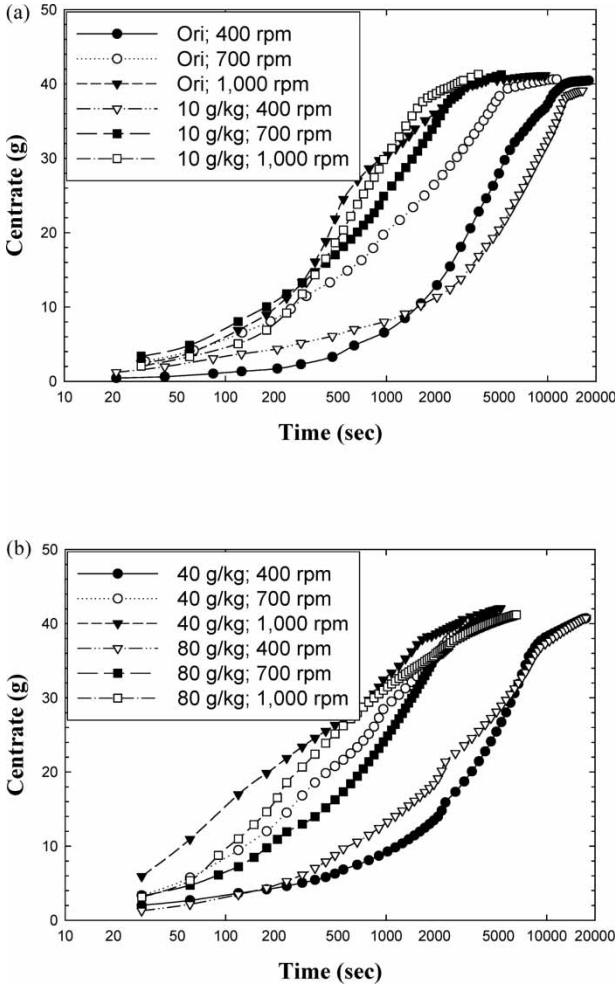 (a)
50
40
30
20
10
0
Centrate (g)
Ori; 400 rpm
Ori; 700 rpm
Ori; 1,000 rpm
10 g/kg; 400 rpm
10 g/kg; 700 rpm
10 g/kg; 1,000 rpm
10 20 50 100 200 500 1000 2000 5000 10000 20000
Time (sec)
(b)
50
40
30
20
10
0
Centrate (g)
40 g/kg; 400 rpm
40 g/kg; 700 rpm
40 g/kg; 1,000 rpm
80 g/kg; 400 rpm
80 g/kg; 700 rpm
80 g/kg; 1,000 rpm
10 20 50 100 200 500 1000 2000 5000 10000 20000
Time (sec)